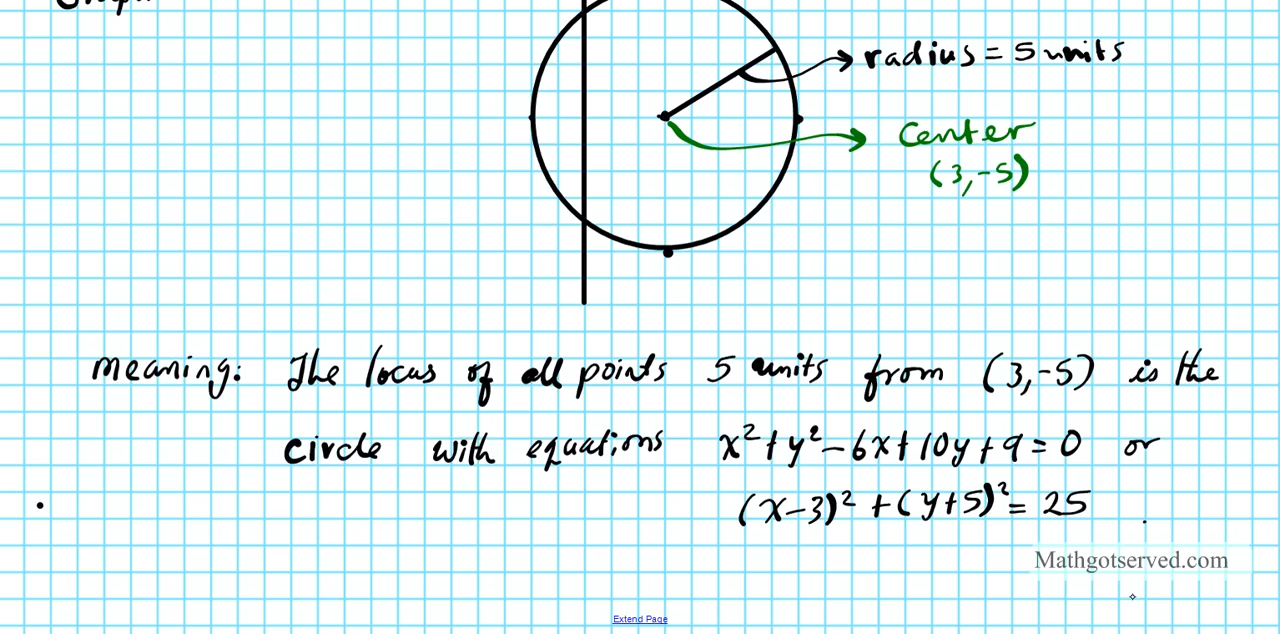 radius = 5 units
Center
(3,-5)
meaning: The locus of all points 5 units from (3,-5) is the
circle with equations x²+y²-6x+10y+9=0 or
(x-3)²+(y+5)²=25
Mathgotserved.com
Extend Page